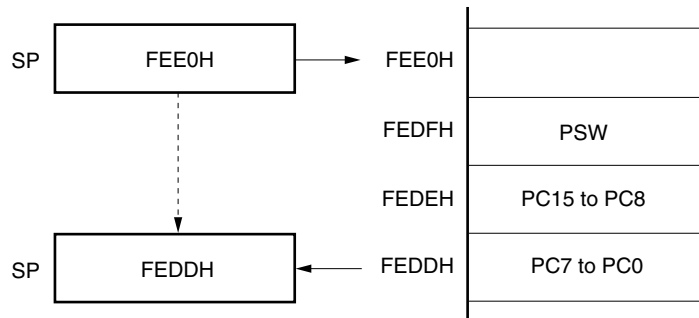 SP FEE0H FEE0H
FEDFH PSW
FEDEH PC15 to PC8
SP FEDDH FEDDH PC7 to PC0